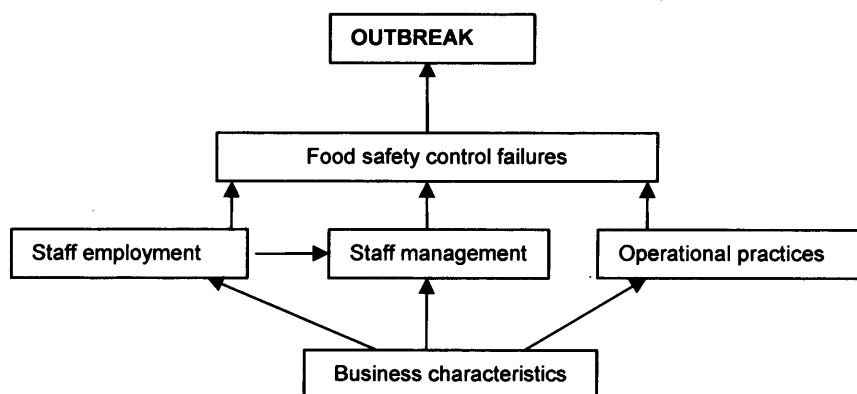 OUTBREAK
Food safety control failures
Staff employment
Staff management
Operational practices
Business characteristics